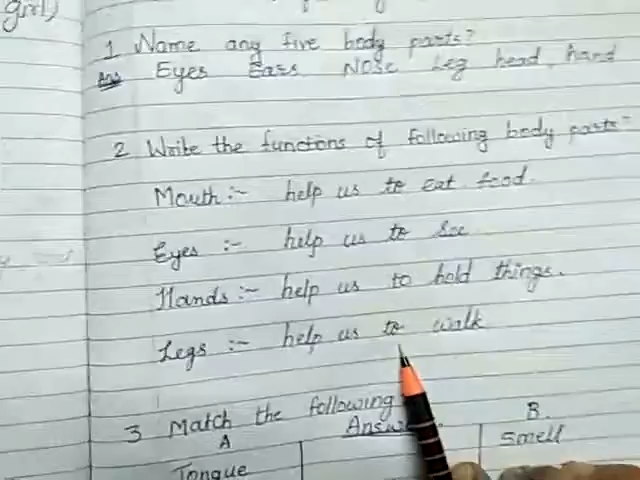 girl)
1 Name any five body parts?
Ans Eyes Ears Nose Leg head, hand
2 Write the functions of following body parts?
Mouth :- help us to eat food.
Eyes :- help us to see
Hands :- help us to hold things.
Legs :- help us to walk
3 Match the following
A Answer. B.
Tongue Smell